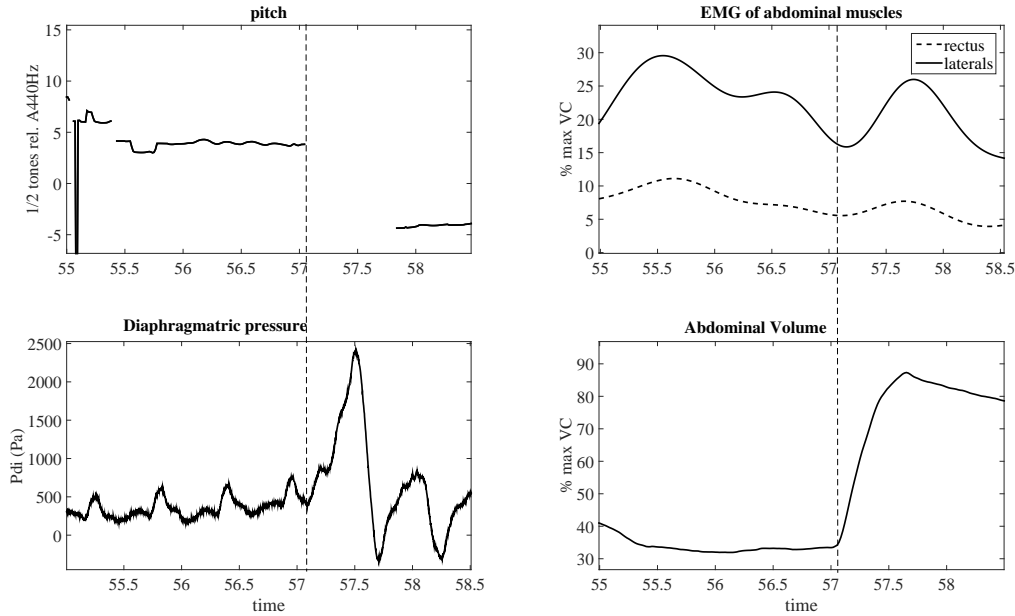 pitch
1/2 tones rel. A440Hz
15
10
5
0
-5
55 55.5 56 56.5 57 57.5 58
EMG of abdominal muscles
rectus
laterals
% max VC
30
25
20
15
10
5
0
55 55.5 56 56.5 57 57.5 58 58.5
Diaphragmatric pressure
Pdi (Pa)
2500
2000
1500
1000
500
0
55.5 56 56.5 57 57.5 58 58.5
time
Abdominal Volume
% max VC
90
80
70
60
50
40
30
55 55.5 56 56.5 57 57.5 58
time